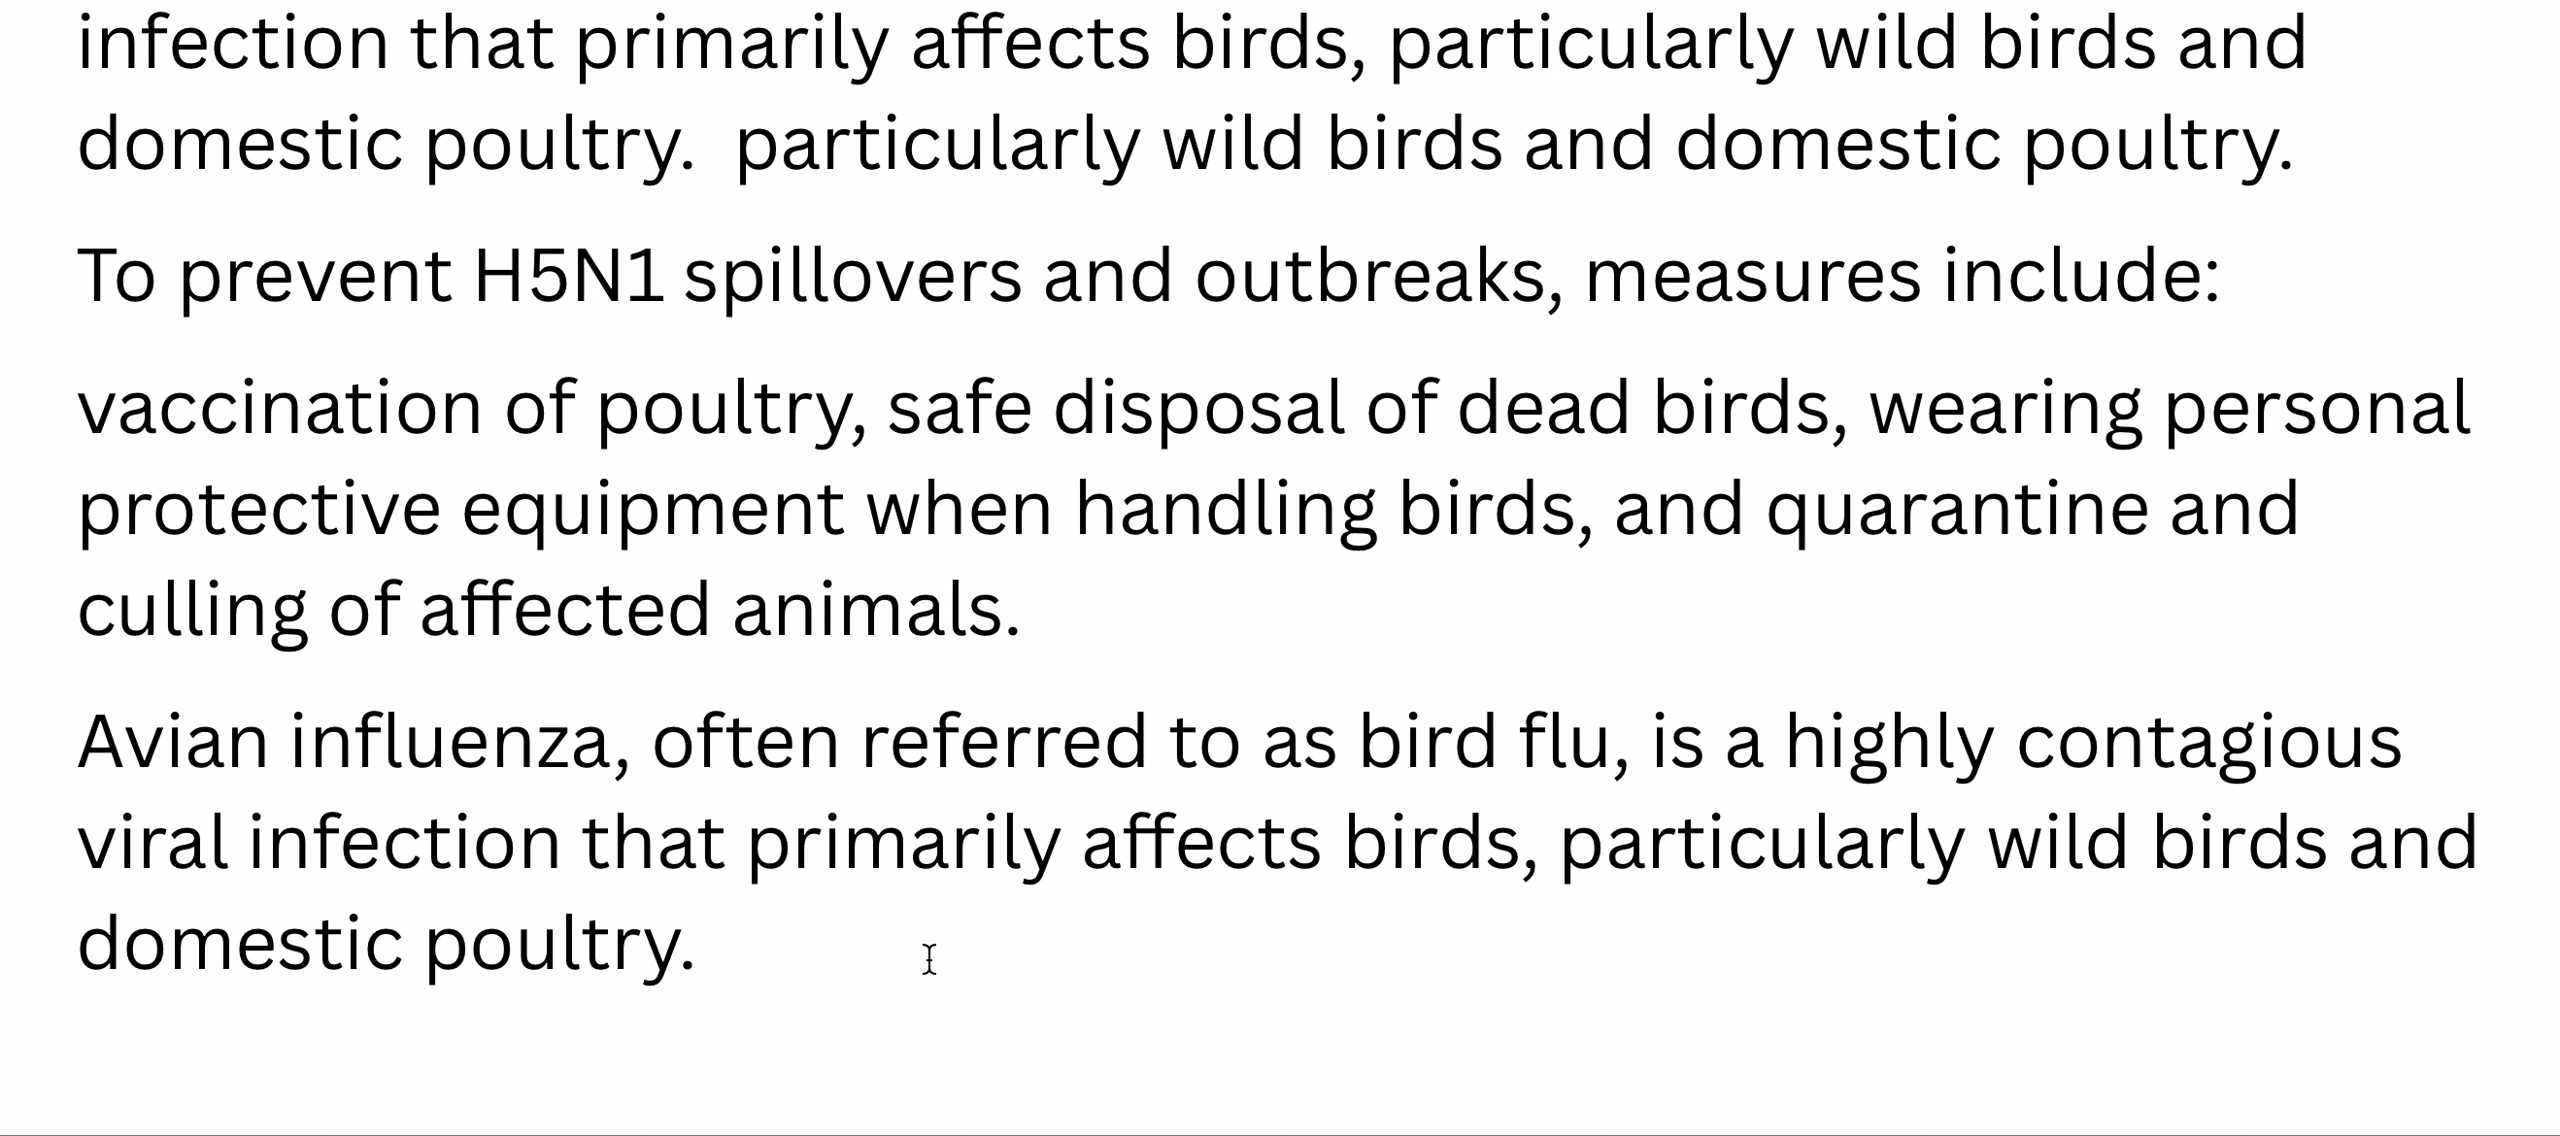 infection that primarily affects birds, particularly wild birds and
domestic poultry.  particularly wild birds and domestic poultry.
To prevent H5N1 spillovers and outbreaks, measures include:
vaccination of poultry, safe disposal of dead birds, wearing personal
protective equipment when handling birds, and quarantine and
culling of affected animals.
Avian influenza, often referred to as bird flu, is a highly contagious
viral infection that primarily affects birds, particularly wild birds and
domestic poultry.